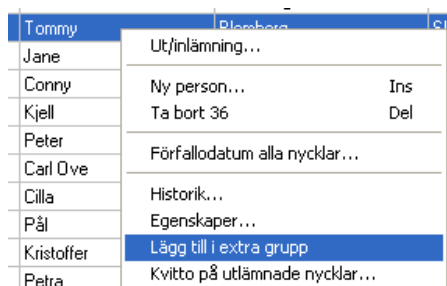 Tommy Blomberg
Jane
Conny
Kjell
Peter
Carl Ove
Cilla
Pål
Kristoffer
Petra
Ut/inlämning...
Ny person... Ins
Ta bort 36 Del
Förfallodatum alla nycklar...
Historik...
Egenskaper...
Lägg till i extra grupp
Kvitto på utlämnade nycklar...